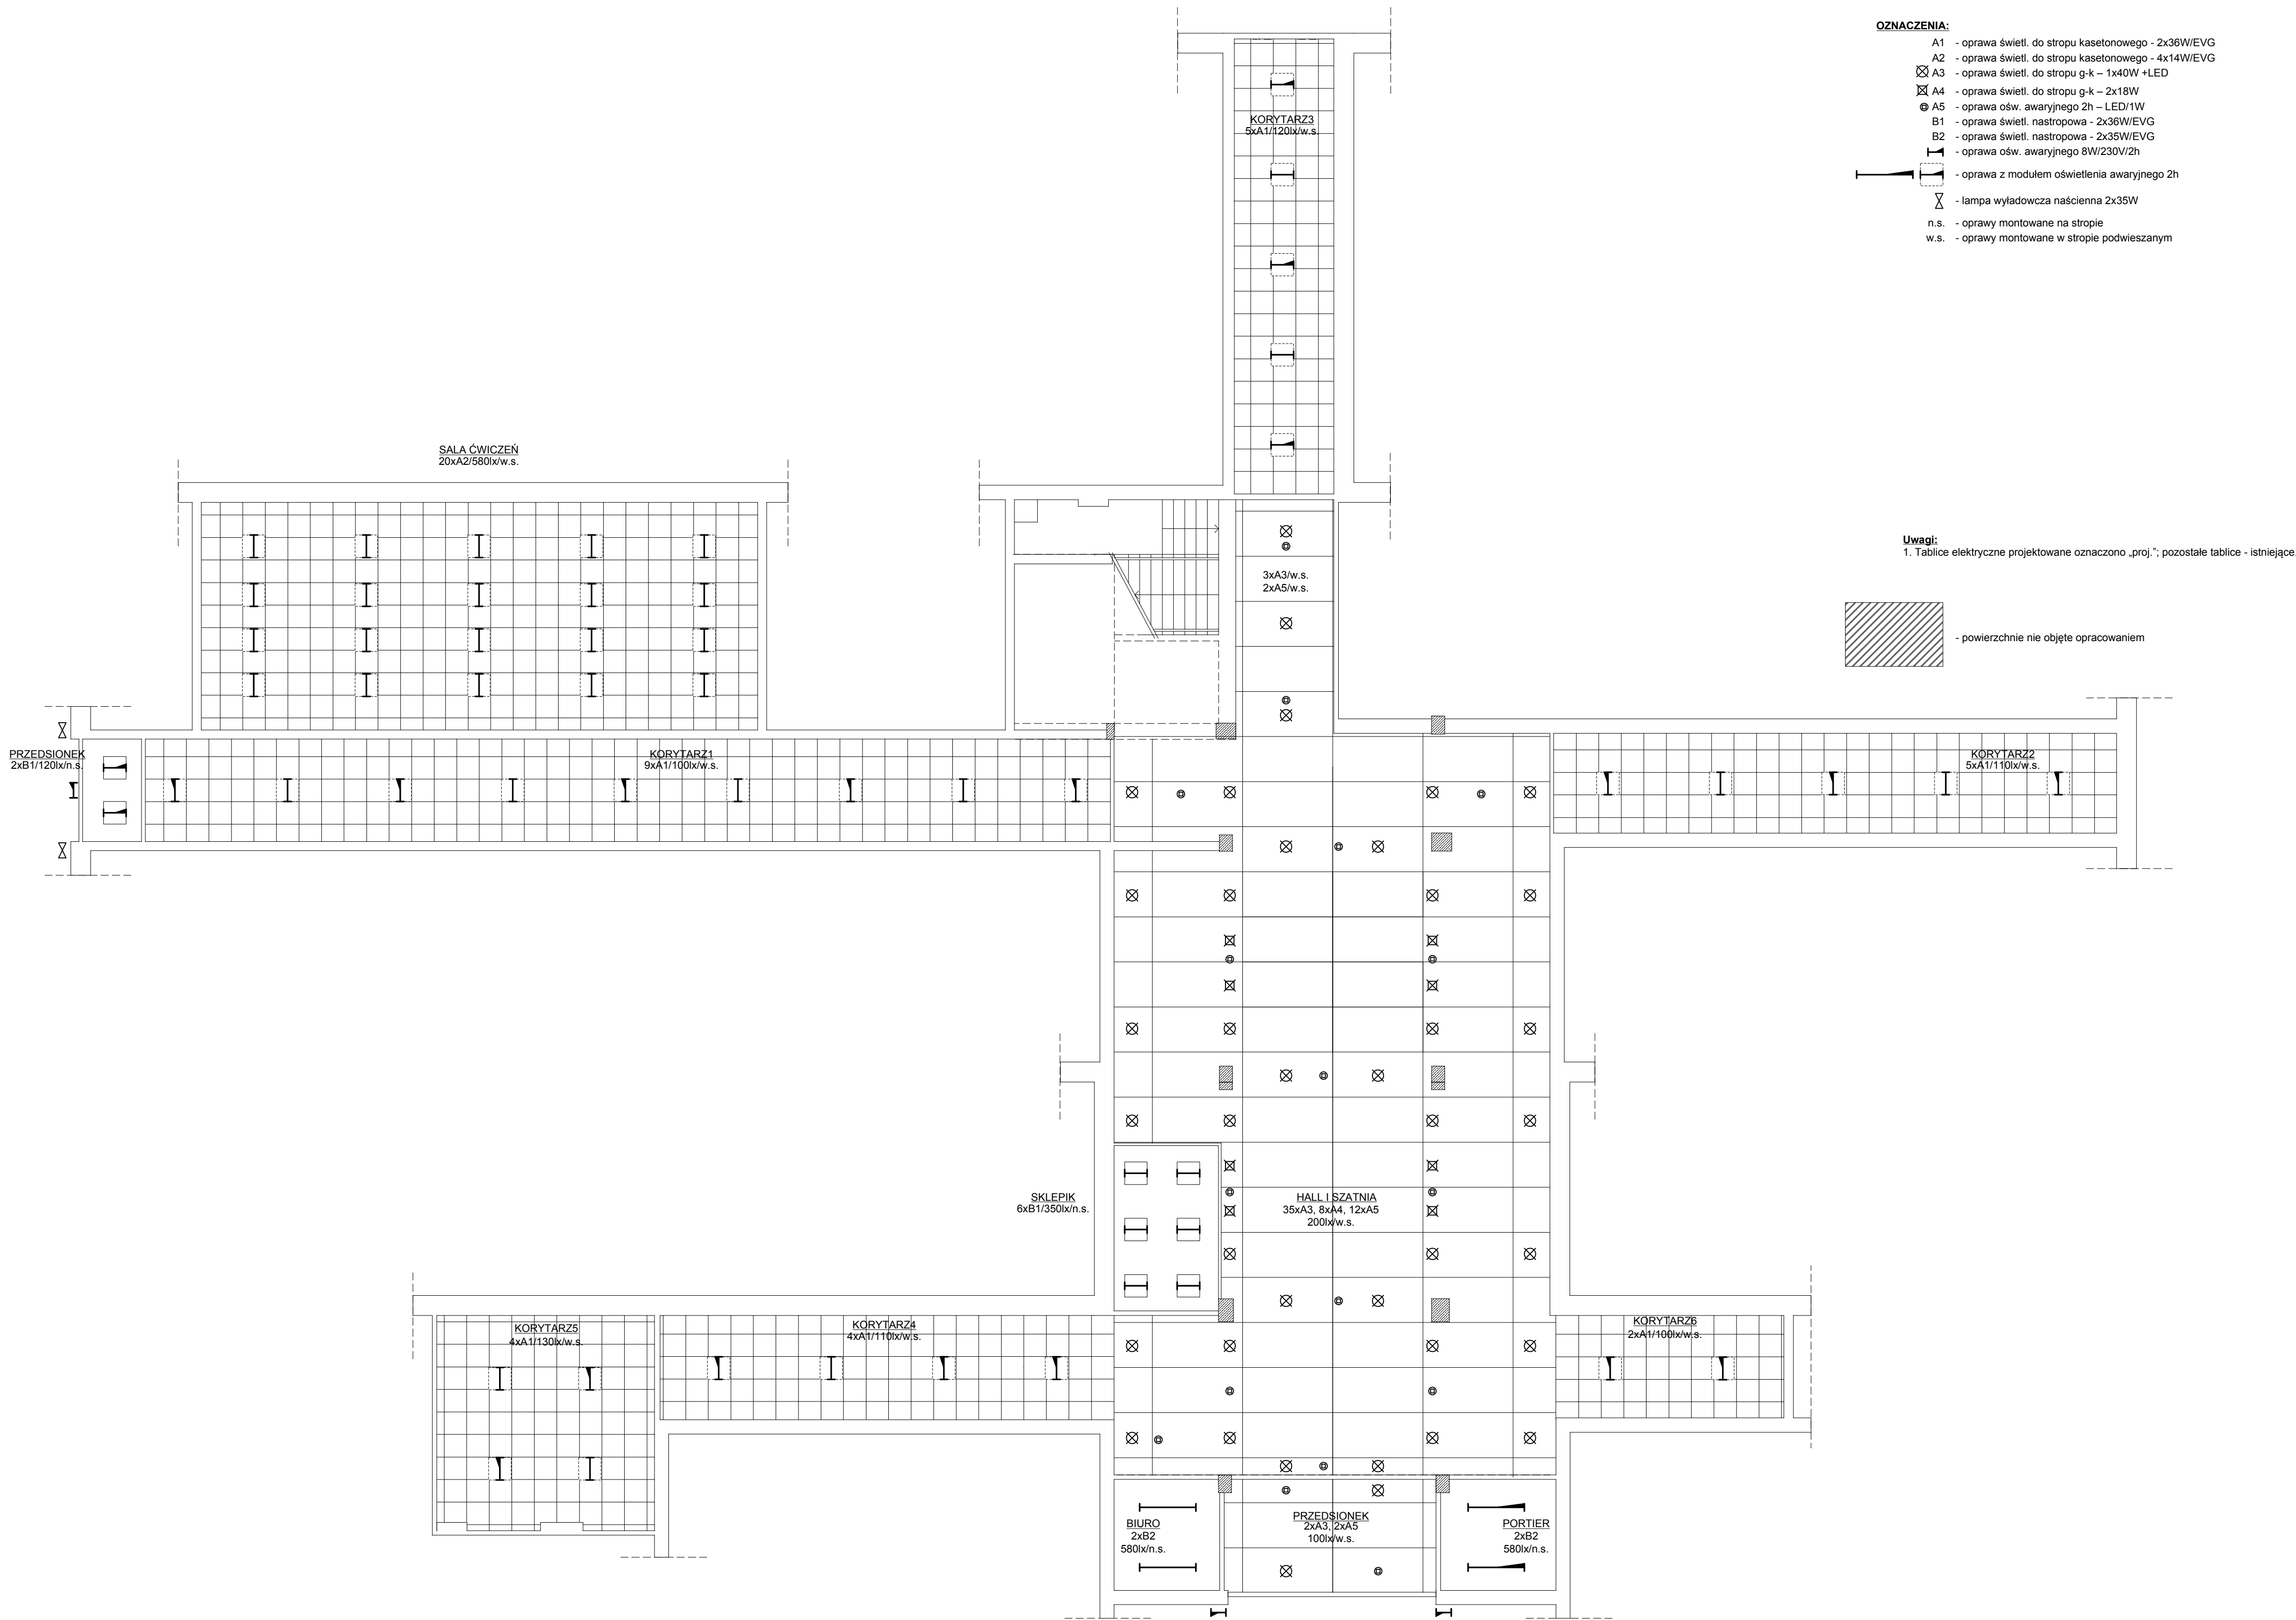 OZNACZENIA:
A1 - oprawa świetl. do stropu kasetonowego - 2x36W/EVG
A2 - oprawa świetl. do stropu kasetonowego - 4x14W/EVG
A3 - oprawa świetl. do stropu g-k – 1x40W +LED
A4 - oprawa świetl. do stropu g-k – 2x18W
A5 - oprawa ośw. awaryjnego 2h – LED/1W
B1 - oprawa świetl. nastropowa - 2x36W/EVG
B2 - oprawa świetl. nastropowa - 2x35W/EVG
- oprawa ośw. awaryjnego 8W/230V/2h
- oprawa z modułem oświetlenia awaryjnego 2h
- lampa wyładowcza naścienna 2x35W
n.s. - oprawy montowane na stropie
w.s. - oprawy montowane w stropie podwieszanym
KORYTARZ3
5xA1/120lx/w.s.
SALA ĆWICZEŃ
20xA2/580lx/w.s.
Uwagi:
1. Tablice elektryczne projektowane oznaczono „proj.”; pozostałe tablice - istniejące.
3xA3/w.s.
2xA5/w.s.
- powierzchnie nie objęte opracowaniem
PRZEDSIONEK
2xB1/120lx/n.s.
KORYTARZ1
9xA1/100lx/w.s.
KORYTARZ2
5xA1/110lx/w.s.
SKLEPIK
6xB1/350lx/n.s.
HALL I SZATNIA
35xA3, 8xA4, 12xA5
200lx/w.s.
KORYTARZ5
4xA1/130lx/w.s.
KORYTARZ4
4xA1/110lx/w.s.
KORYTARZ6
2xA1/100lx/w.s.
BIURO
2xB2
580lx/n.s.
PRZEDSIONEK
2xA3, 2xA5
100lx/w.s.
PORTIER
2xB2
580lx/n.s.